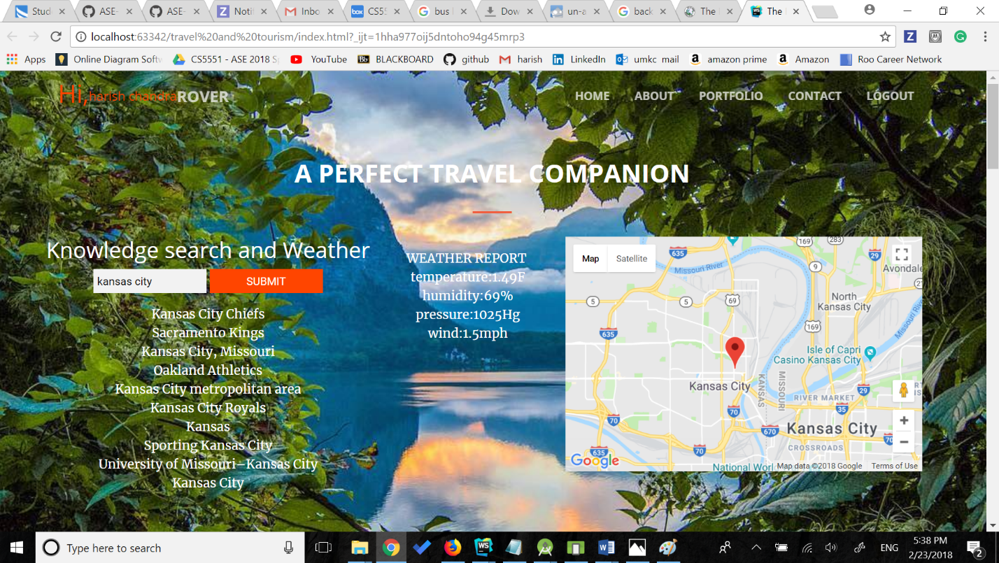 Stud
ASE-
ASE-
Notif
Inbo
CS55
bus
Dow
un-a
back
The
The
localhost:63342/travel%20and%20tourism/index.html?_ijt=1hha977oij5dntoho94g45mrp3
Apps Online Diagram Softw CS5551 - ASE 2018 Sp YouTube BLACKBOARD github harish LinkedIn umkc mail amazon prime Amazon Roo Career Network
Hi,harish chandraROVER
HOME ABOUT PORTFOLIO CONTACT LOGOUT
A PERFECT TRAVEL COMPANION
Knowledge search and Weather
kansas city SUBMIT
Kansas City Chiefs
Sacramento Kings
Kansas City, Missouri
Oakland Athletics
Kansas City metropolitan area
Kansas City Royals
Kansas
Sporting Kansas City
University of Missouri–Kansas City
Kansas City
WEATHER REPORT
temperature:1.49F
humidity:69%
pressure:1025Hg
wind:1.5mph
Map Satellite
635
Missouri River
169
283
29
9
Avondale
5
5
69
North
Kansas City
169
635
Missouri River
Isle of Capri
Casino Kansas City
Kansas City
KANSAS
MISSOURI
29
RIVER MARKET
35
70
70
670
Kansas City
CROSSROADS
70
635
70
Google
National Worl
Map data ©2018 Google Terms of Use
Type here to search
ENG
5:38 PM
2/23/2018
2